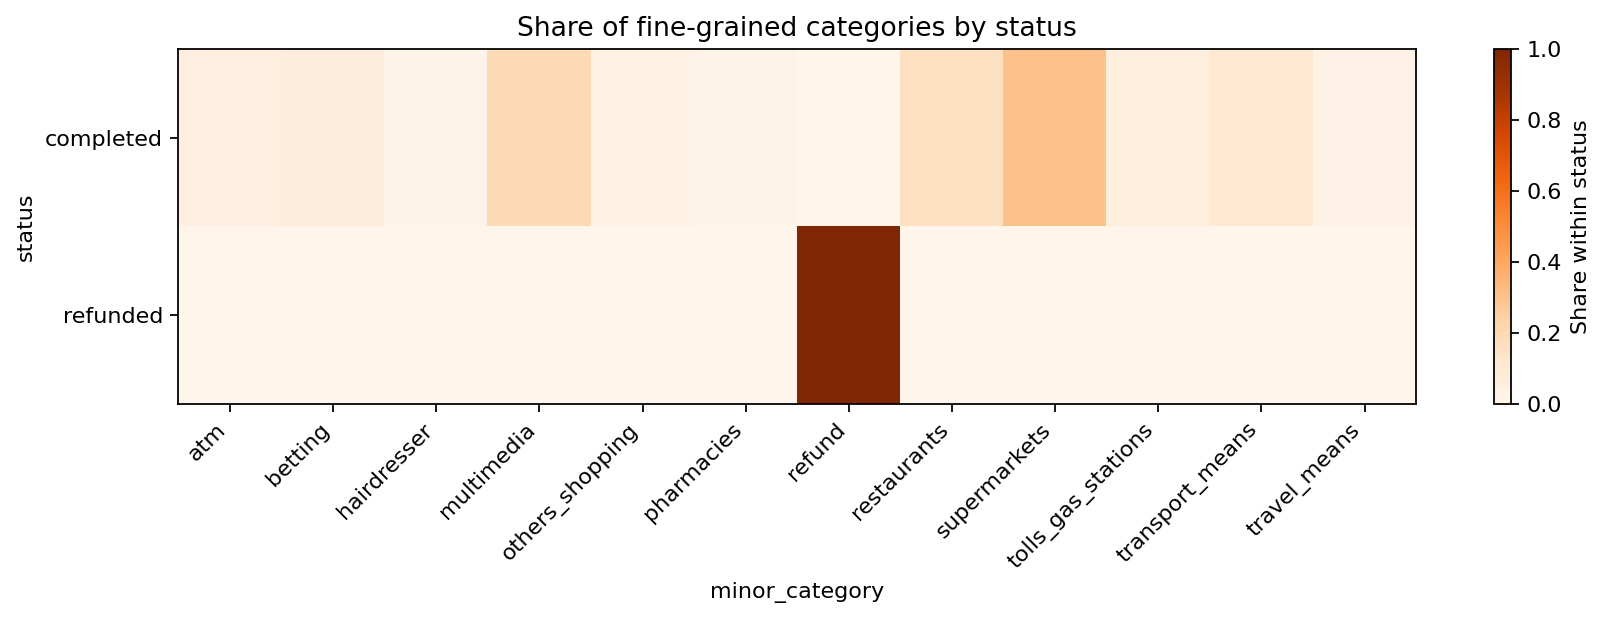 Share of fine-grained categories by status
status
completed
refunded
atm
betting
hairdresser
multimedia
others_shopping
pharmacies
refund
restaurants
supermarkets
tolls_gas_stations
transport_means
travel_means
minor_category
1.0
0.8
0.6
0.4
0.2
0.0
Share within status